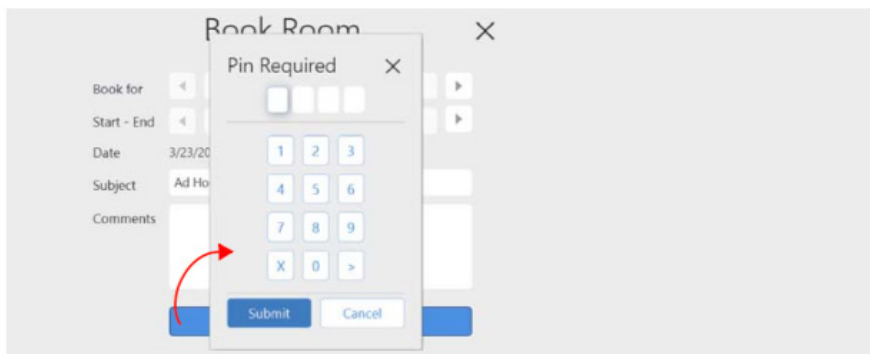 Book Room
Pin Required
Book for
Start - End
Date 3/23/20
Subject Ad Ho
Comments
1 2 3
4 5 6
7 8 9
X 0 >
Submit Cancel